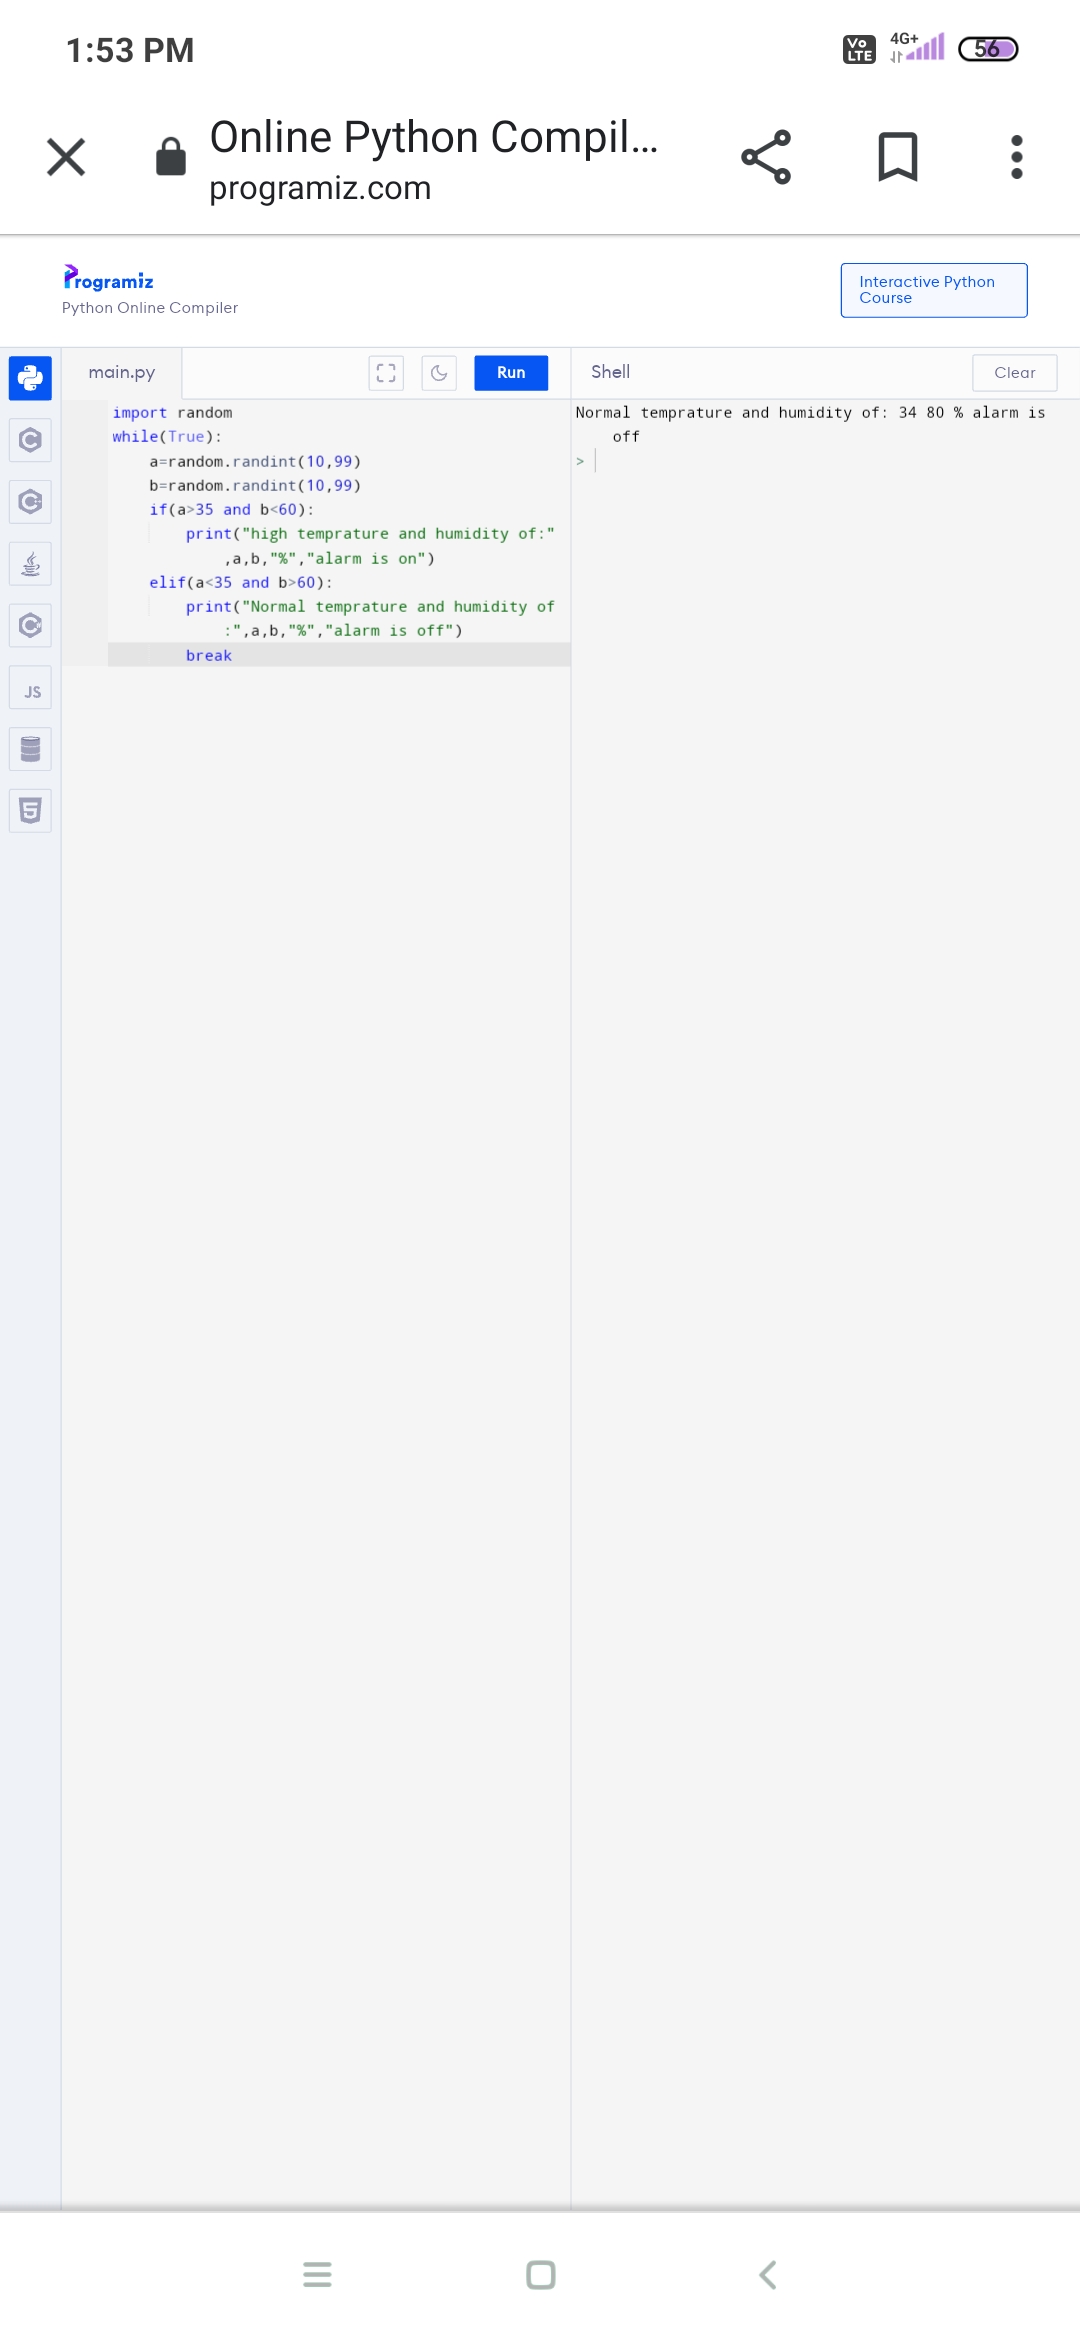 1:53 PM
Vo LTE 4G+ 56
Online Python Compil...
programiz.com
Programiz
Python Online Compiler
Interactive Python
Course
main.py
Run
Shell
Clear
import random
while(True):
    a=random.randint(10,99)
    b=random.randint(10,99)
    if(a>35 and b<60):
        print("high temprature and humidity of:"
            ,a,b,"%","alarm is on")
    elif(a<35 and b>60):
        print("Normal temprature and humidity of
            :",a,b,"%","alarm is off")
        break
Normal temprature and humidity of: 34 80 % alarm is
    off
>
JS